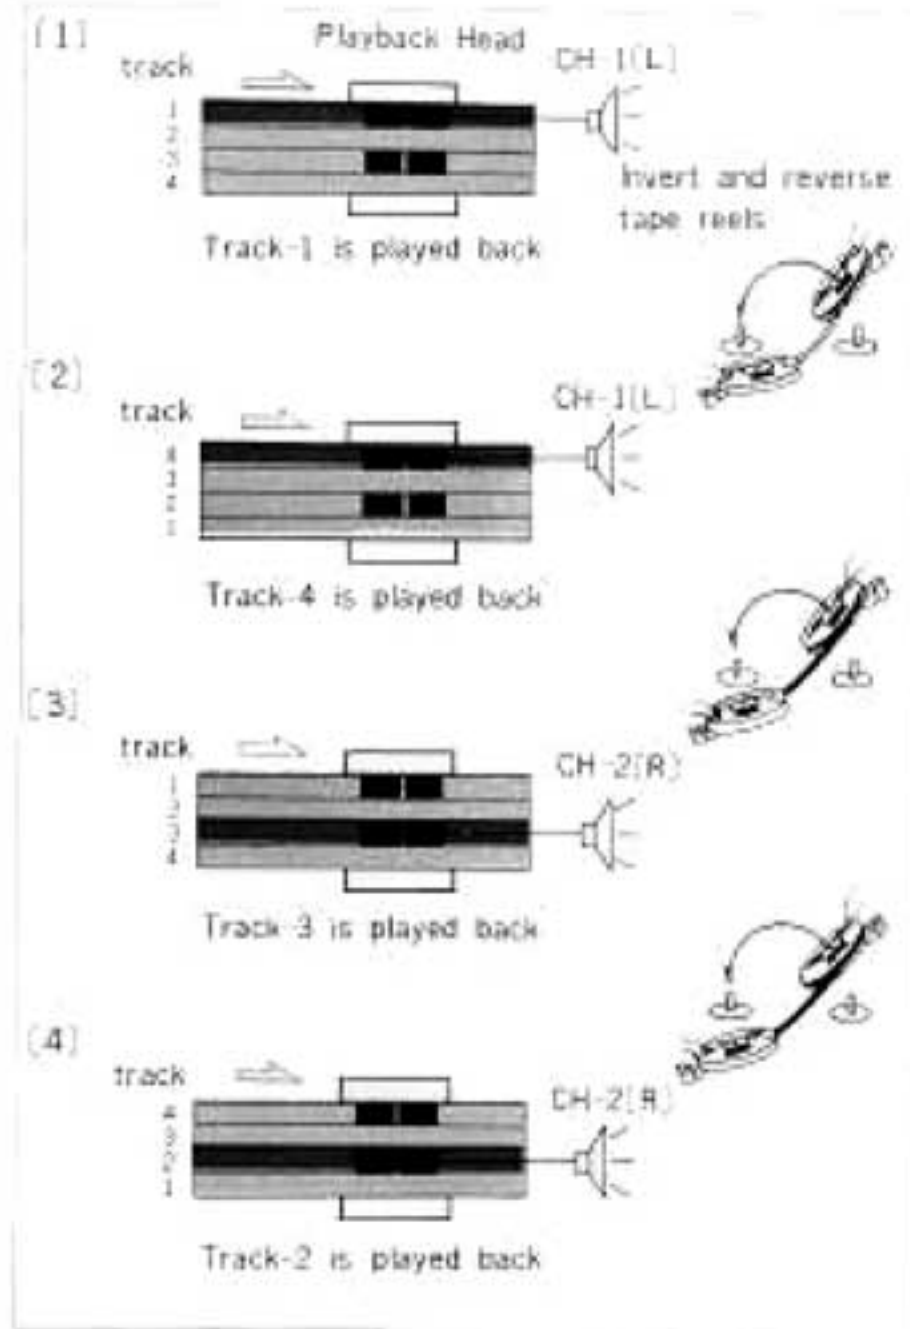 [1]
Playback Head
track
CH-1(L)
1
2
3
4
Invert and reverse
tape reels
Track-1 is played back
[2]
track
CH-1(L)
4
3
2
1
Track-4 is played back
[3]
track
CH-2(R)
1
2
3
4
Track-3 is played back
[4]
track
CH-2(R)
4
3
2
1
Track-2 is played back